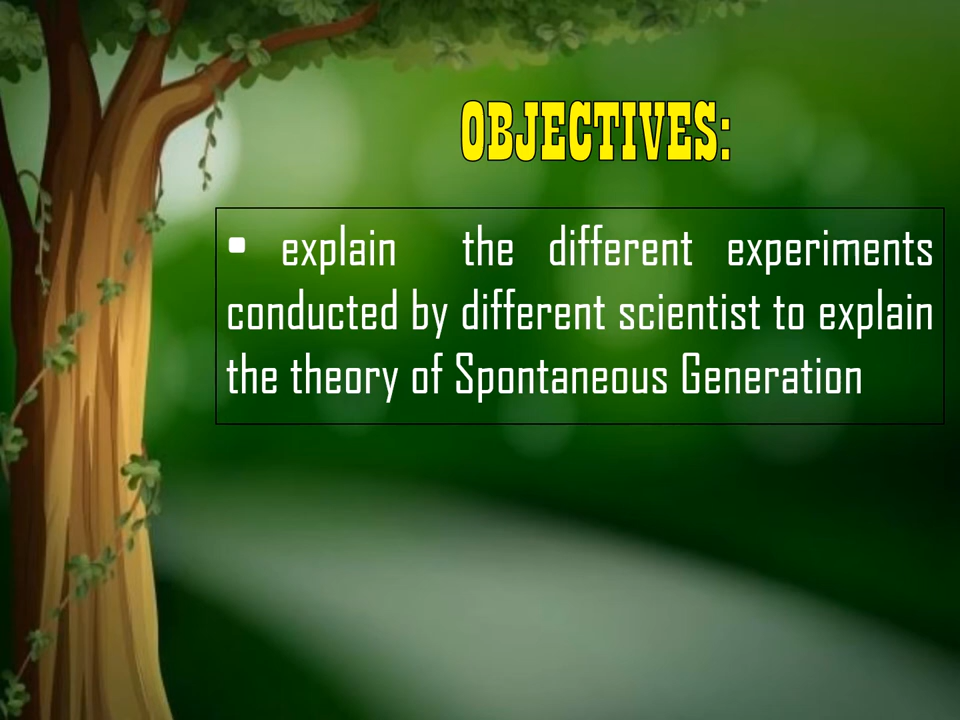 OBJECTIVES:
▪ explain the different experiments
conducted by different scientist to explain
the theory of Spontaneous Generation